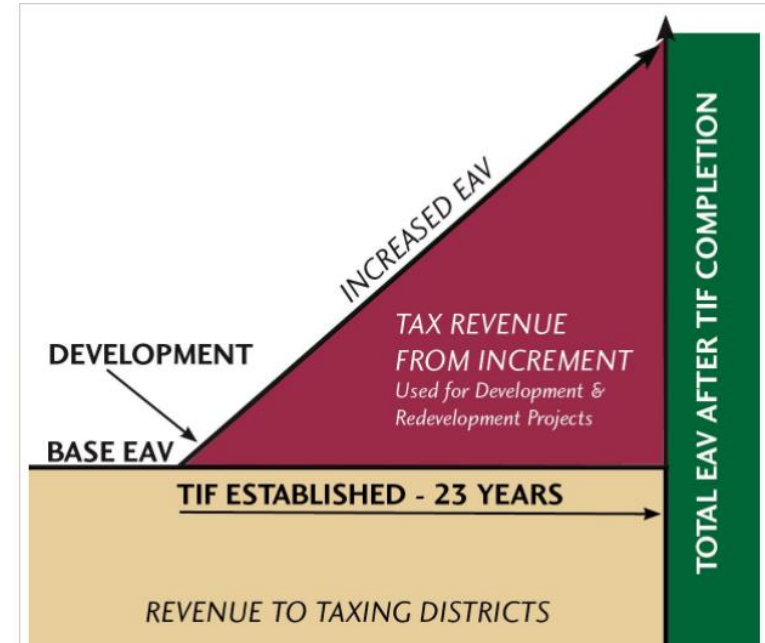 INCREASED EAV
TAX REVENUE
FROM INCREMENT
Used for Development &
Redevelopment Projects
DEVELOPMENT
BASE EAV
TIF ESTABLISHED - 23 YEARS
REVENUE TO TAXING DISTRICTS
TOTAL EAV AFTER TIF COMPLETION